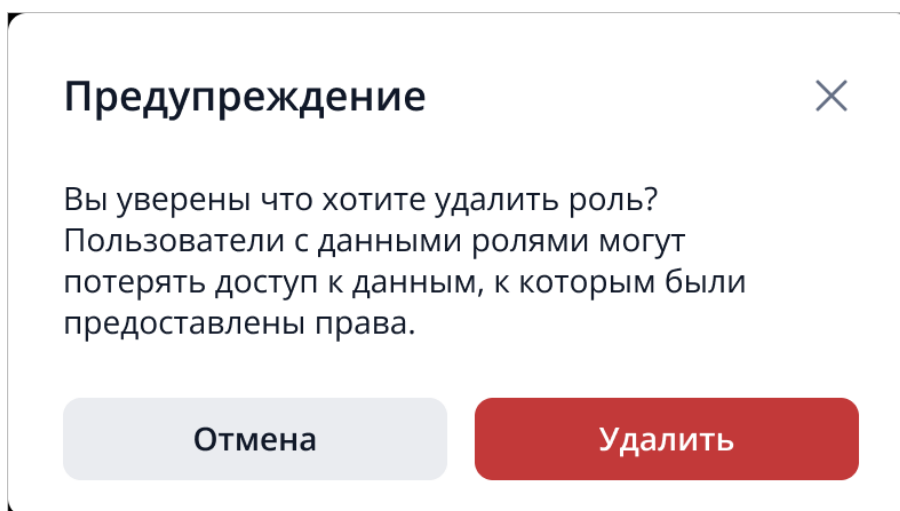 Предупреждение
Вы уверены что хотите удалить роль?
Пользователи с данными ролями могут
потерять доступ к данным, к которым были
предоставлены права.
Отмена
Удалить